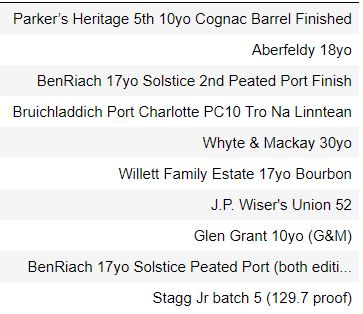 Parker's Heritage 5th 10yo Cognac Barrel Finished
Aberfeldy 18yo
BenRiach 17yo Solstice 2nd Peated Port Finish
Bruichladdich Port Charlotte PC10 Tro Na Linntean
Whyte & Mackay 30yo
Willett Family Estate 17yo Bourbon
J.P. Wiser's Union 52
Glen Grant 10yo (G&M)
BenRiach 17yo Solstice Peated Port (both editi...
Stagg Jr batch 5 (129.7 proof)